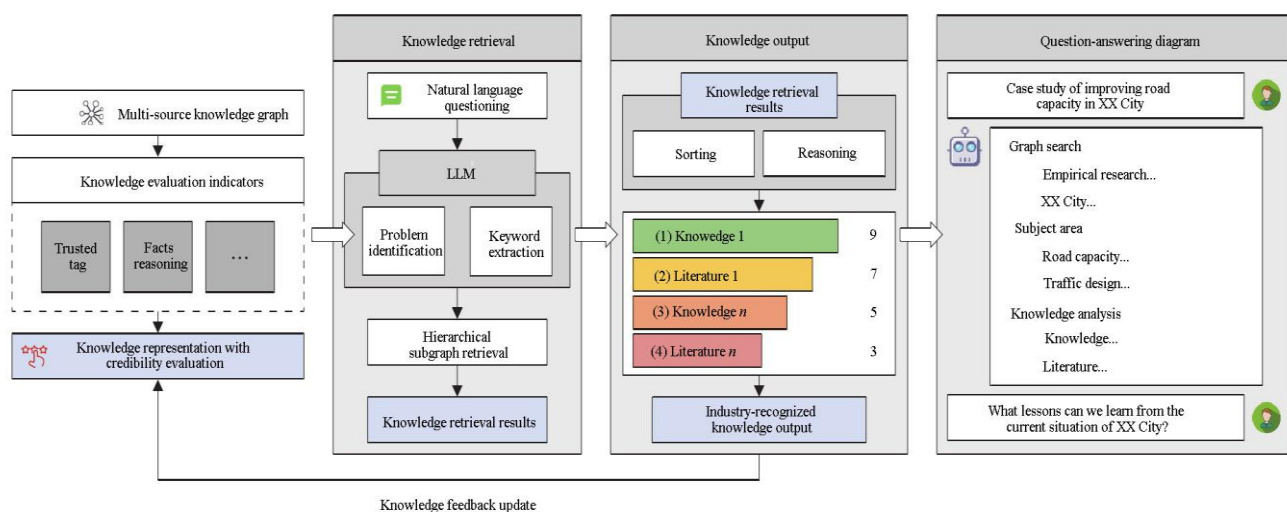 Multi-source knowledge graph
Knowledge evaluation indicators
Trusted
tag
Facts
reasoning
...
Knowledge representation with
credibility evaluation
Knowledge retrieval
Natural language
questioning
LLM
Problem
identification
Keyword
extraction
Hierarchical
subgraph retrieval
Knowledge retrieval results
Knowledge output
Knowledge retrieval
results
Sorting
Reasoning
(1) Knowedge 1 9
(2) Literature 1 7
(3) Knowledge n 5
(4) Literature n 3
Industry-recognized
knowledge output
Question-answering diagram
Case study of improving road
capacity in XX City
Graph search
Empirical research...
XX City...
Subject area
Road capacity...
Traffic design...
Knowledge analysis
Knowledge...
Literature...
What lessons can we learn from the
current situation of XX City?
Knowledge feedback update